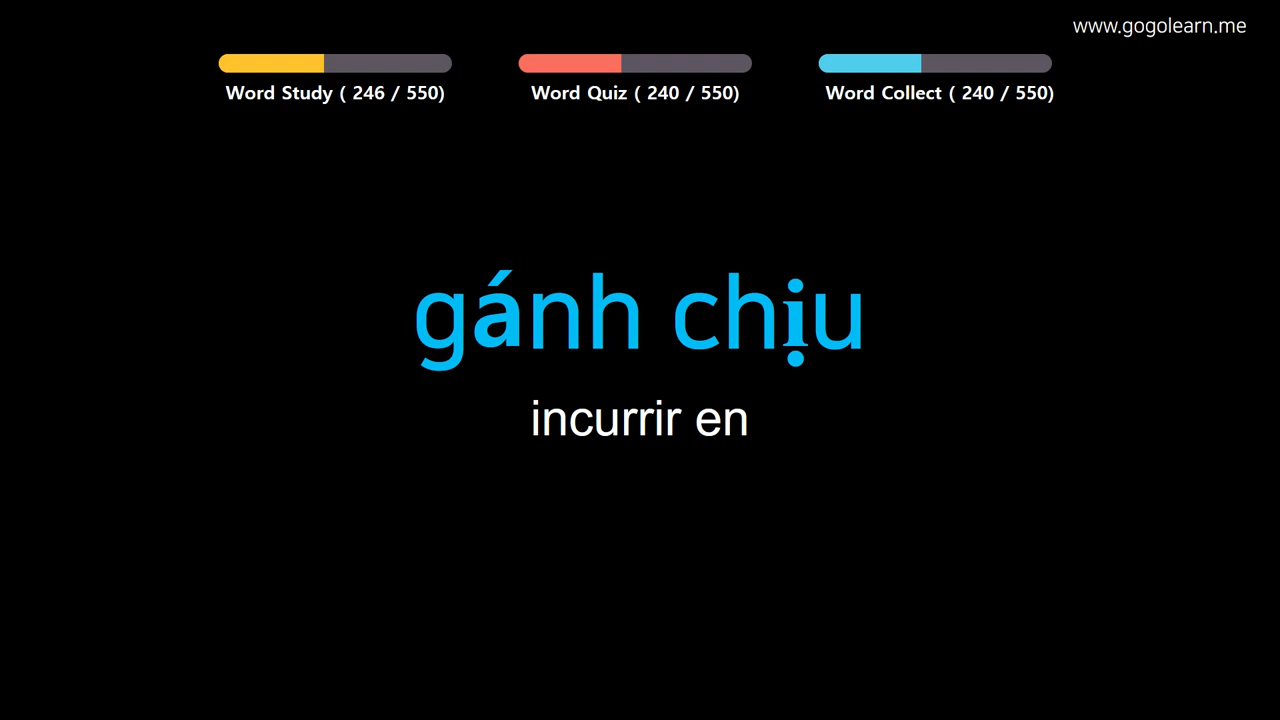 www.gogolearn.me
Word Study ( 246 / 550)
Word Quiz ( 240 / 550)
Word Collect ( 240 / 550)
gánh chịu
incurrir en